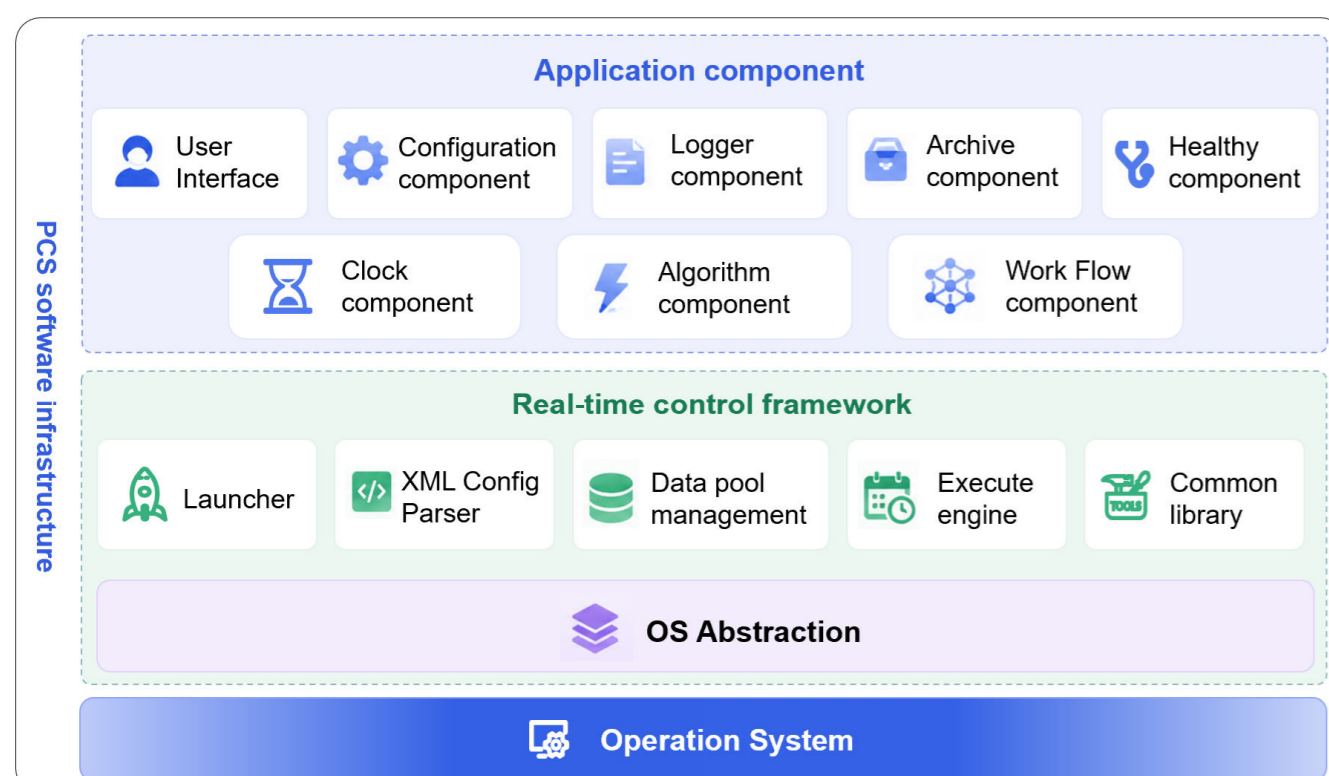 Application component
User
Interface
Configuration
component
Logger
component
Archive
component
Healthy
component
Clock
component
Algorithm
component
Work Flow
component
PCS software infrastructure
Real-time control framework
Launcher
</>
XML Config
Parser
Data pool
management
Execute
engine
TOOLS
Common
library
OS Abstraction
Operation System